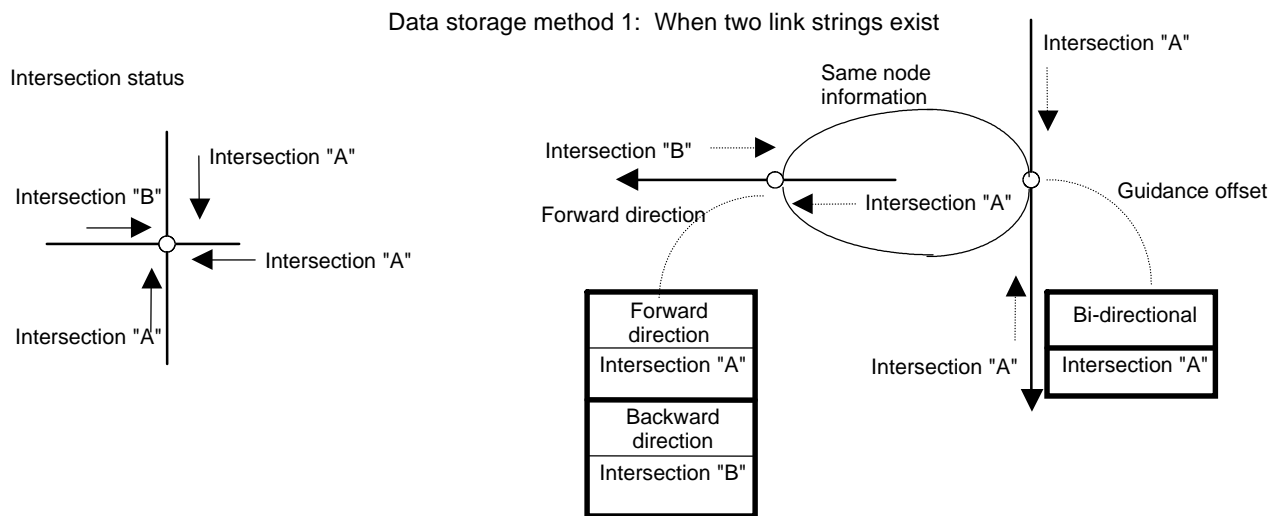 Data storage method 1: When two link strings exist
Intersection status
Intersection "A"
Intersection "B"
Intersection "A"
Intersection "A"
Same node
information
Intersection "A"
Intersection "B"
Forward direction
Intersection "A"
Guidance offset
Intersection "A"
Forward
direction
Intersection "A"
Backward
direction
Intersection "B"
Bi-directional
Intersection "A"